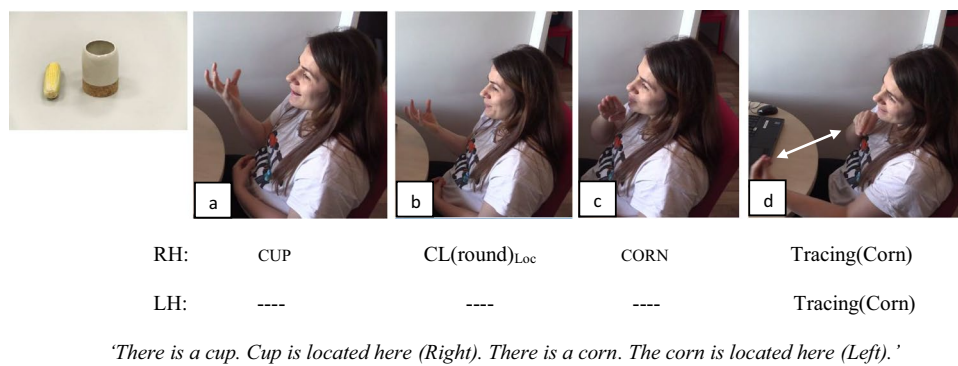 a b c d
RH: CUP CL(round)Loc CORN Tracing(Corn)
LH: ---- ---- ---- Tracing(Corn)
‘There is a cup. Cup is located here (Right). There is a corn. The corn is located here (Left).’